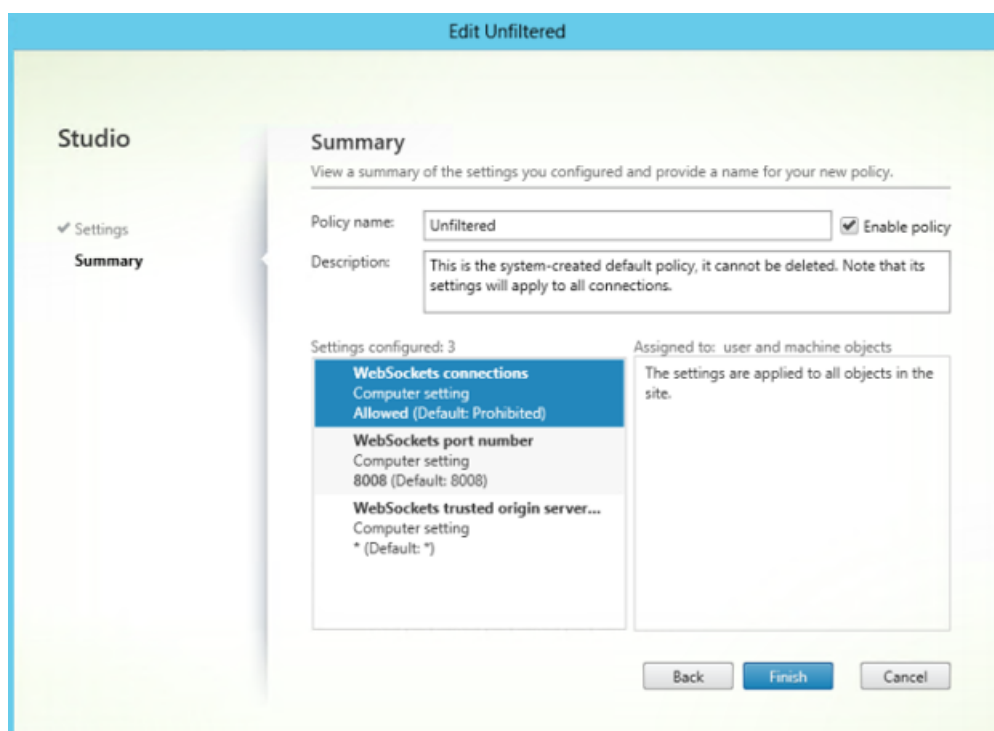 Edit Unfiltered
Studio
Settings
Summary
Summary
View a summary of the settings you configured and provide a name for your new policy.
Policy name:
Unfiltered
Enable policy
Description:
This is the system-created default policy, it cannot be deleted. Note that its
settings will apply to all connections.
Settings configured: 3
WebSockets connections
Computer setting
Allowed (Default: Prohibited)
WebSockets port number
Computer setting
8008 (Default: 8008)
WebSockets trusted origin server...
Computer setting
* (Default: *)
Assigned to: user and machine objects
The settings are applied to all objects in the
site.
Back
Finish
Cancel